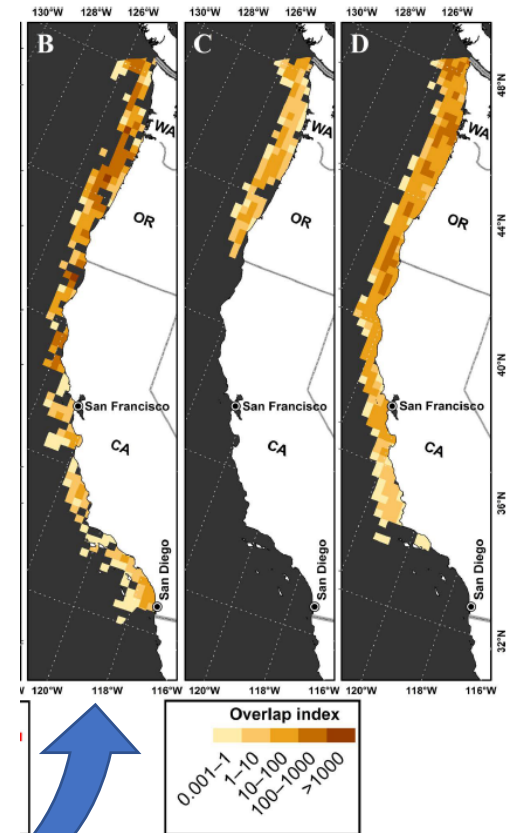 130°W 128°W 126°W
130°W 128°W 126°W
130°W 128°W 126°W
B
C
D
48°N
WA
WA
WA
OR
OR
OR
44°N
40°N
San Francisco
San Francisco
San Francisco
CA
CA
CA
36°N
San Diego
San Diego
San Diego
32°N
120°W 118°W 116°W
118°W 116°W
120°W 118°W 116°W
Overlap index
0.001–1
1–10
10–100
100–1000
>1000